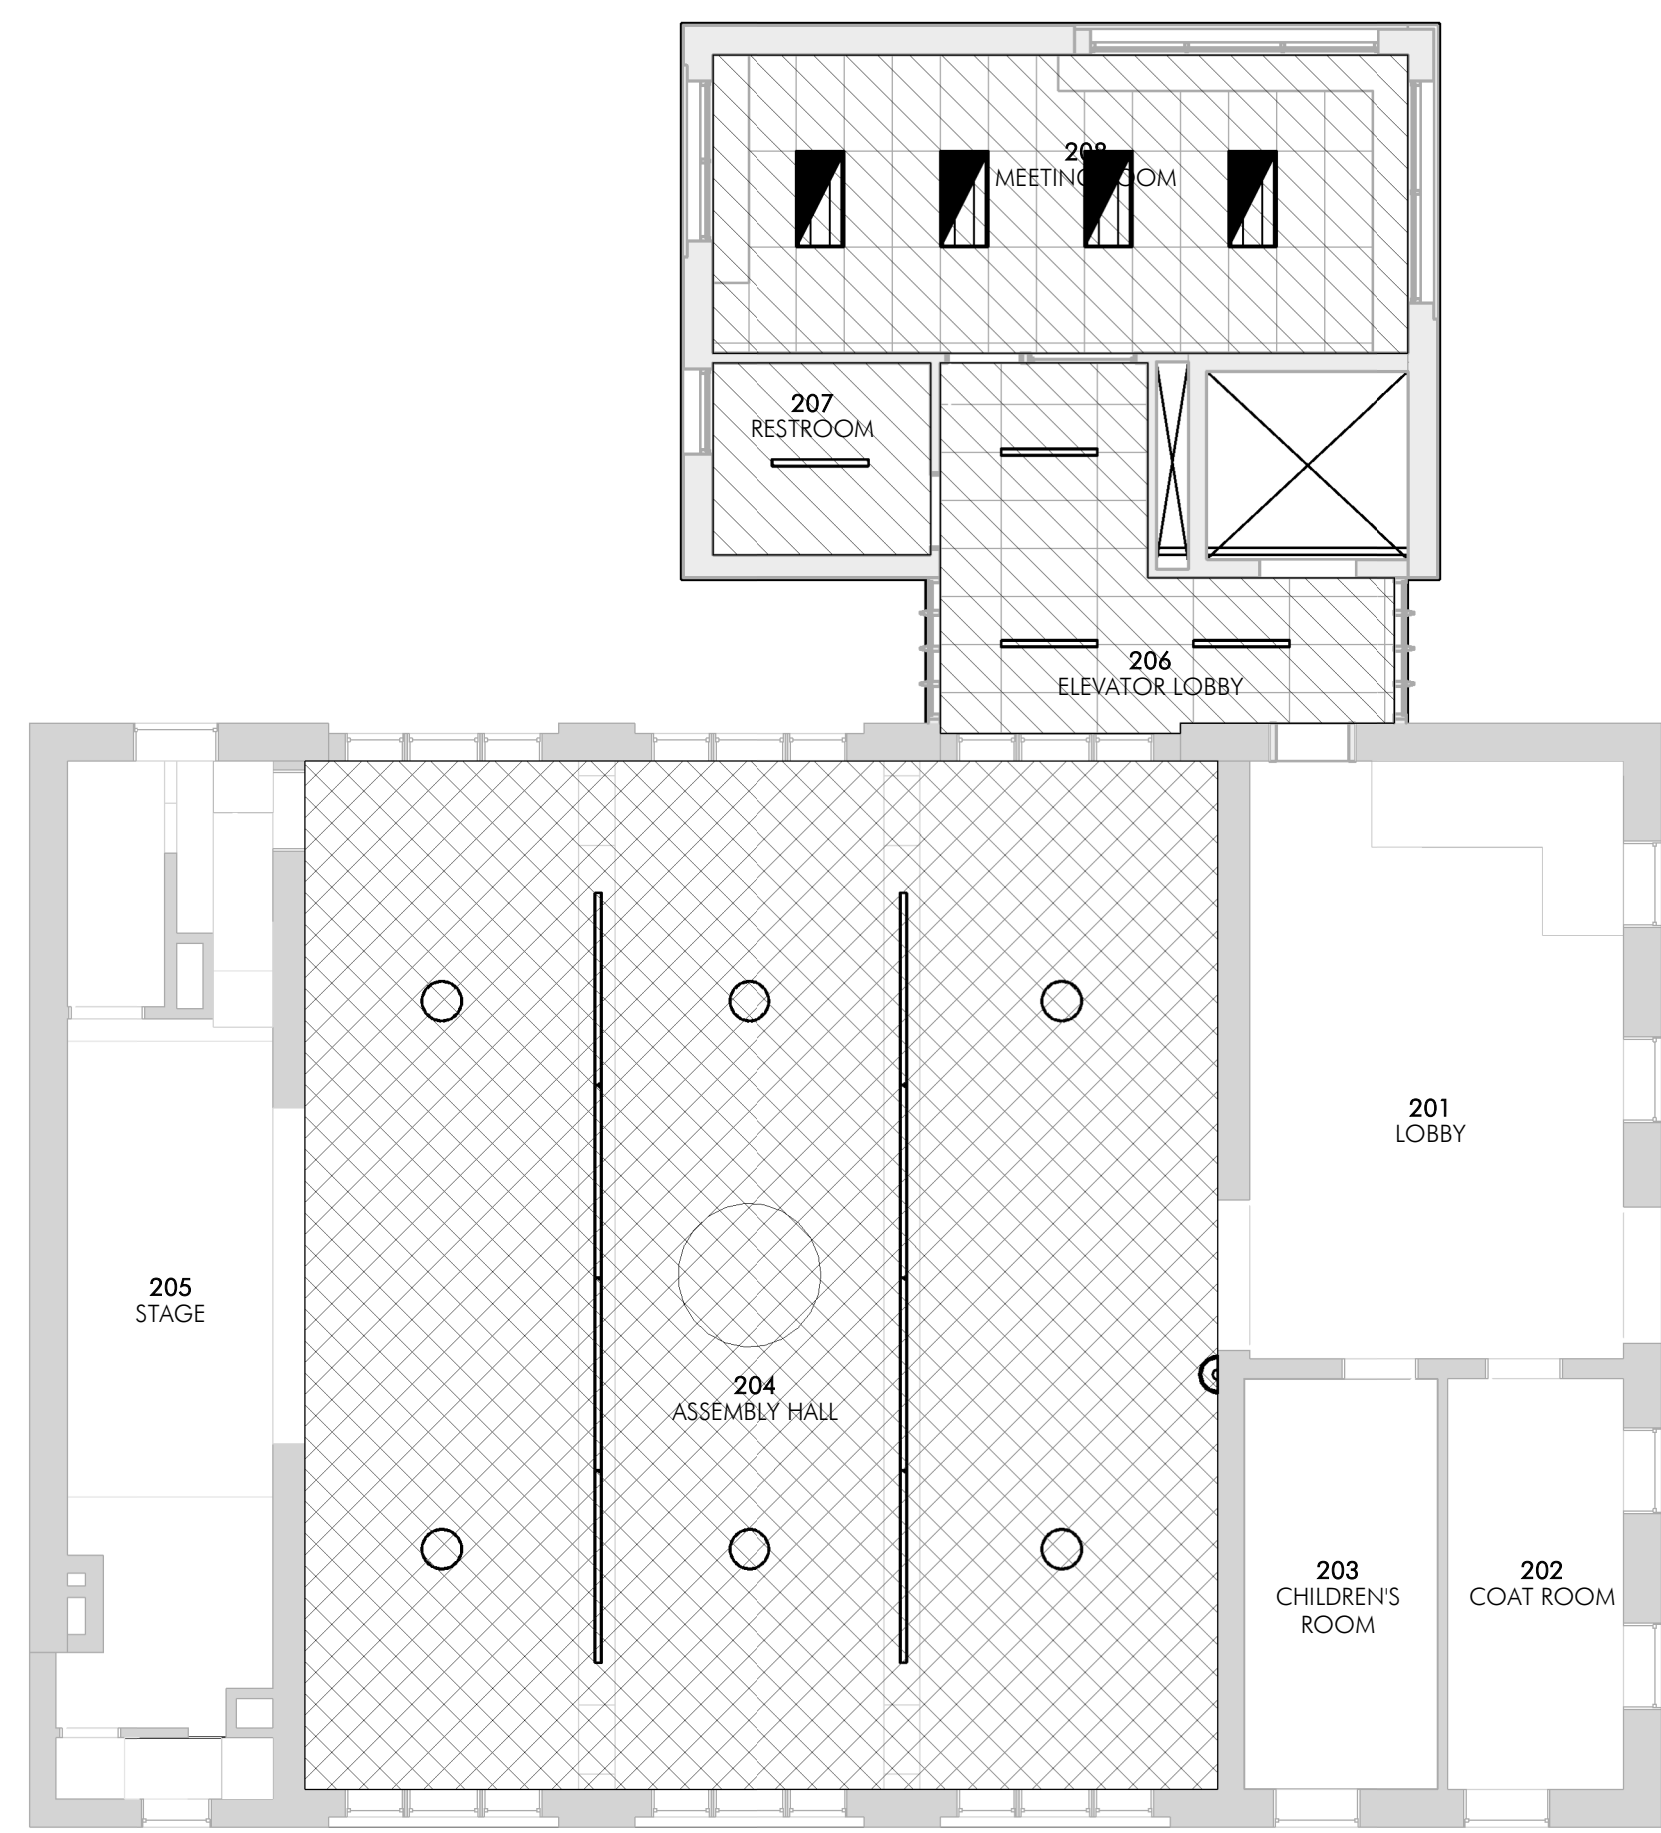 208
MEETING ROOM
207
RESTROOM
206
ELEVATOR LOBBY
201
LOBBY
205
STAGE
204
ASSEMBLY HALL
203
CHILDREN'S
ROOM
202
COAT ROOM